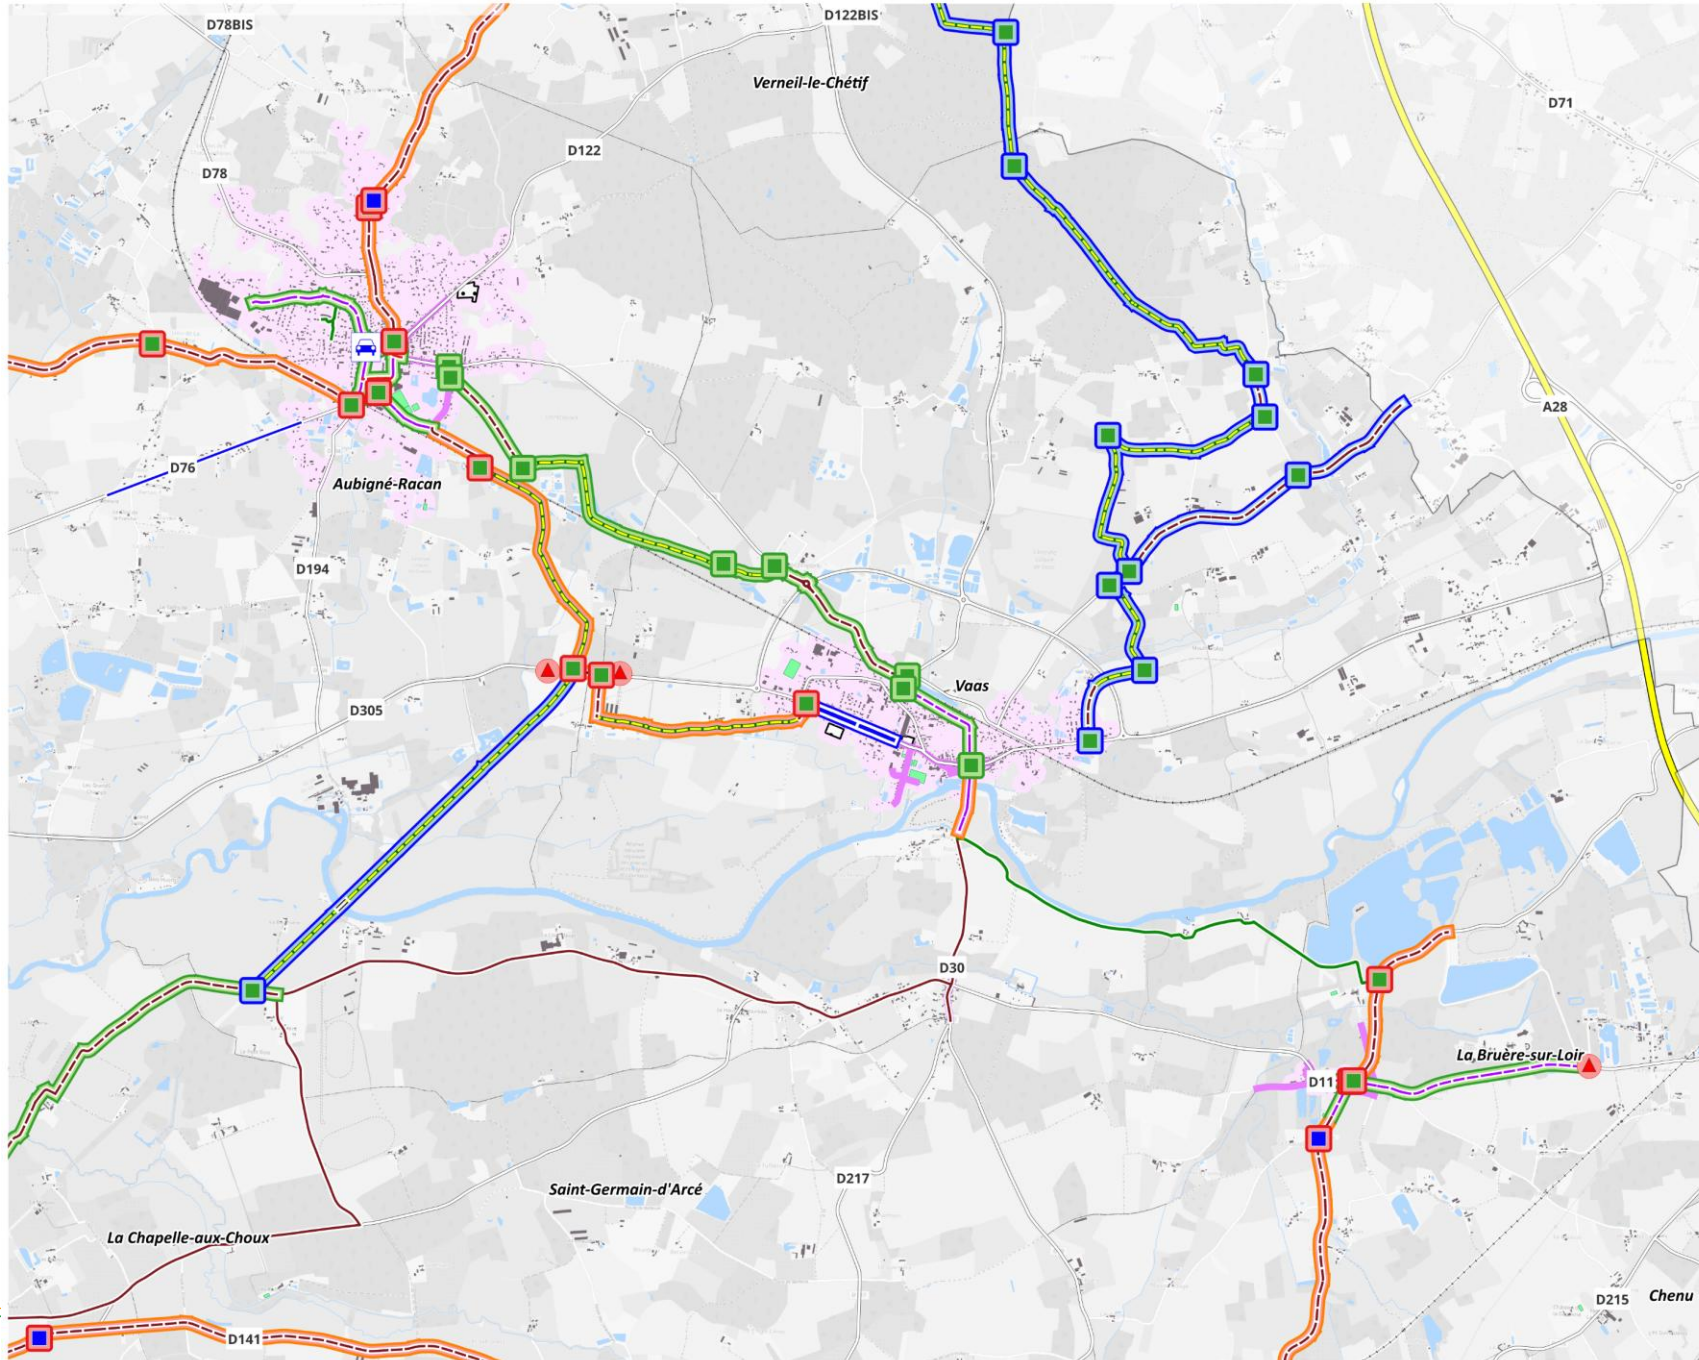 D78BIS
D122BIS
Verneil-le-Chétif
D71
D122
D78
A28
D76
Aubigné-Racan
D194
Vaas
D305
D30
La Bruère-sur-Loir
D11
D217
Saint-Germain-d'Arcé
La Chapelle-aux-Choux
Chenu
D215
D141